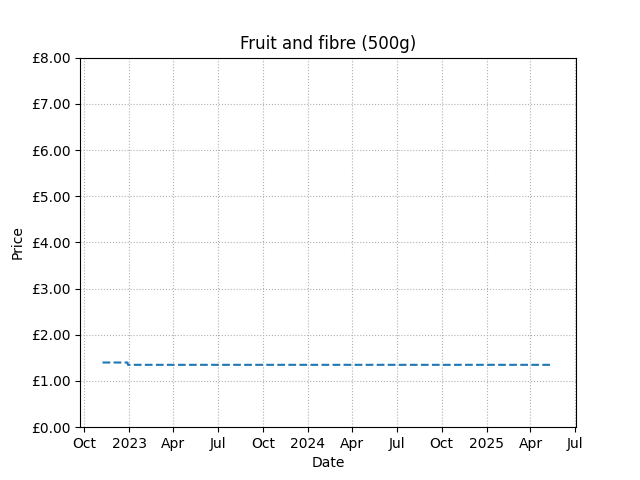 Fruit and fibre (500g)
£8.00
£7.00
£6.00
£5.00
£4.00
£3.00
£2.00
£1.00
£0.00
Price
Oct 2023 Apr Jul Oct 2024 Apr Jul Oct 2025 Apr Jul
Date